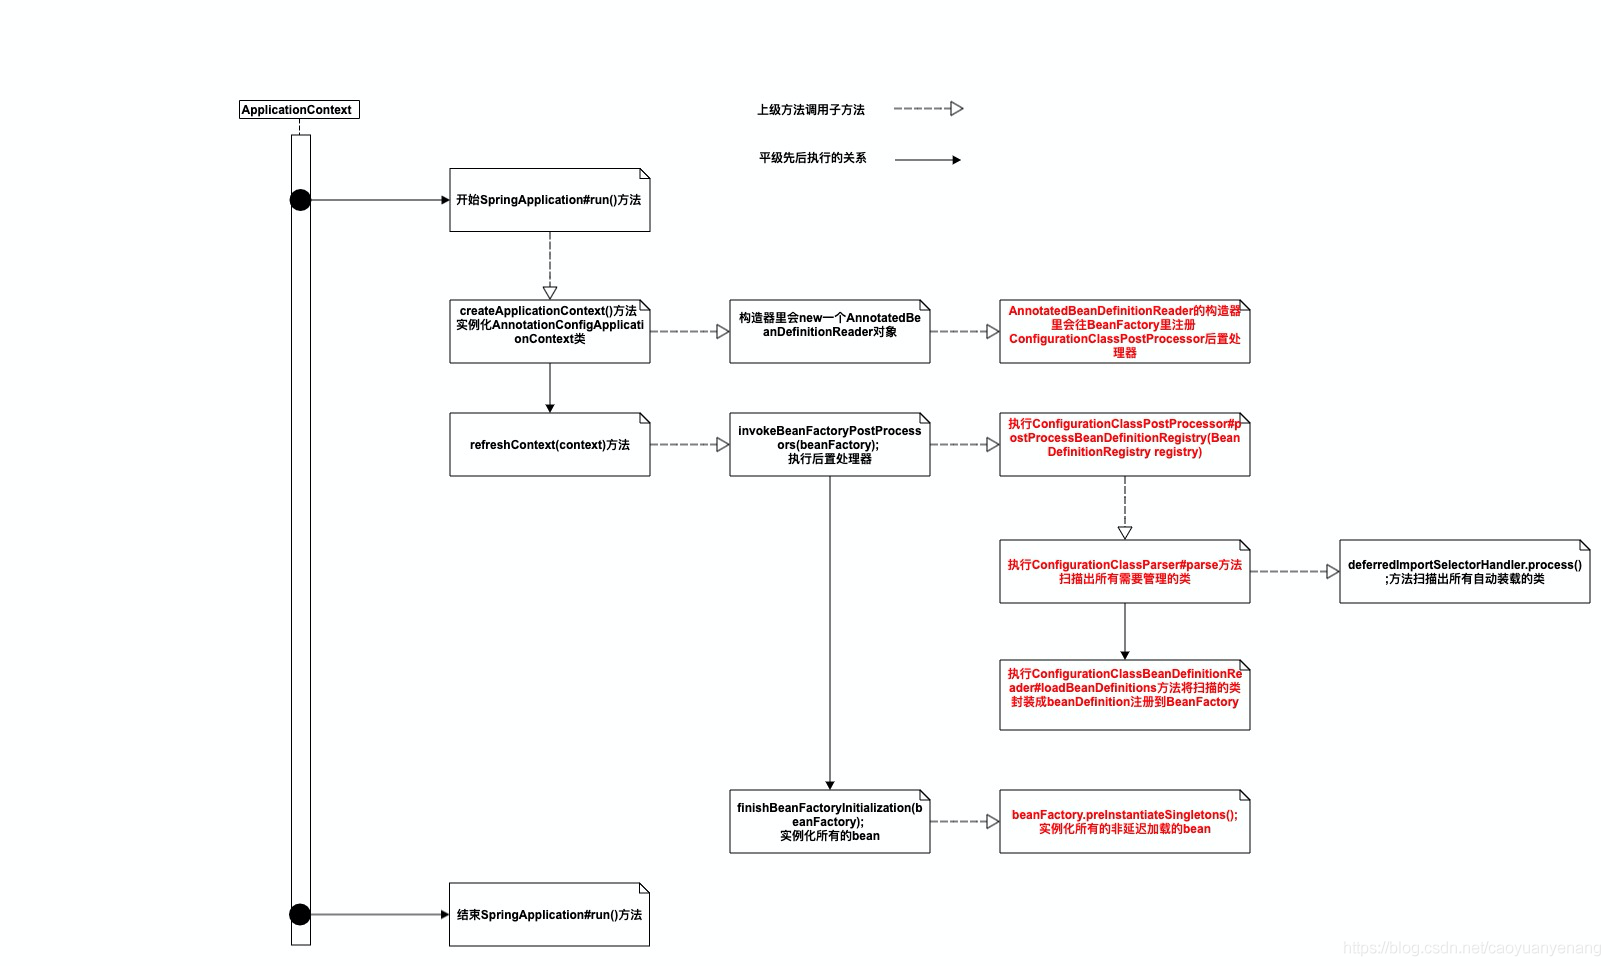 ApplicationContext
上级方法调用子方法
平级先后执行的关系
开始SpringApplication#run()方法
createApplicationContext()方法
实例化AnnotationConfigApplicati
onContext类
构造器里会new一个AnnotatedBe
anDefinitionReader对象
AnnotatedBeanDefinitionReader的构造器
里会往BeanFactory里注册
ConfigurationClassPostProcessor后置处
理器
refreshContext(context)方法
invokeBeanFactoryPostProcess
ors(beanFactory);
执行后置处理器
执行ConfigurationClassPostProcessor#p
ostProcessBeanDefinitionRegistry(Bean
DefinitionRegistry registry)
执行ConfigurationClassParser#parse方法
扫描出所有需要管理的类
deferredImportSelectorHandler.process()
;方法扫描出所有自动装载的类
执行ConfigurationClassBeanDefinitionRe
ader#loadBeanDefinitions方法将扫描的类
封装成beanDefinition注册到BeanFactory
finishBeanFactoryInitialization(b
eanFactory);
实例化所有的bean
beanFactory.preInstantiateSingletons();
实例化所有的非延迟加载的bean
结束SpringApplication#run()方法
https://blog.csdn.net/caoyuanyenang